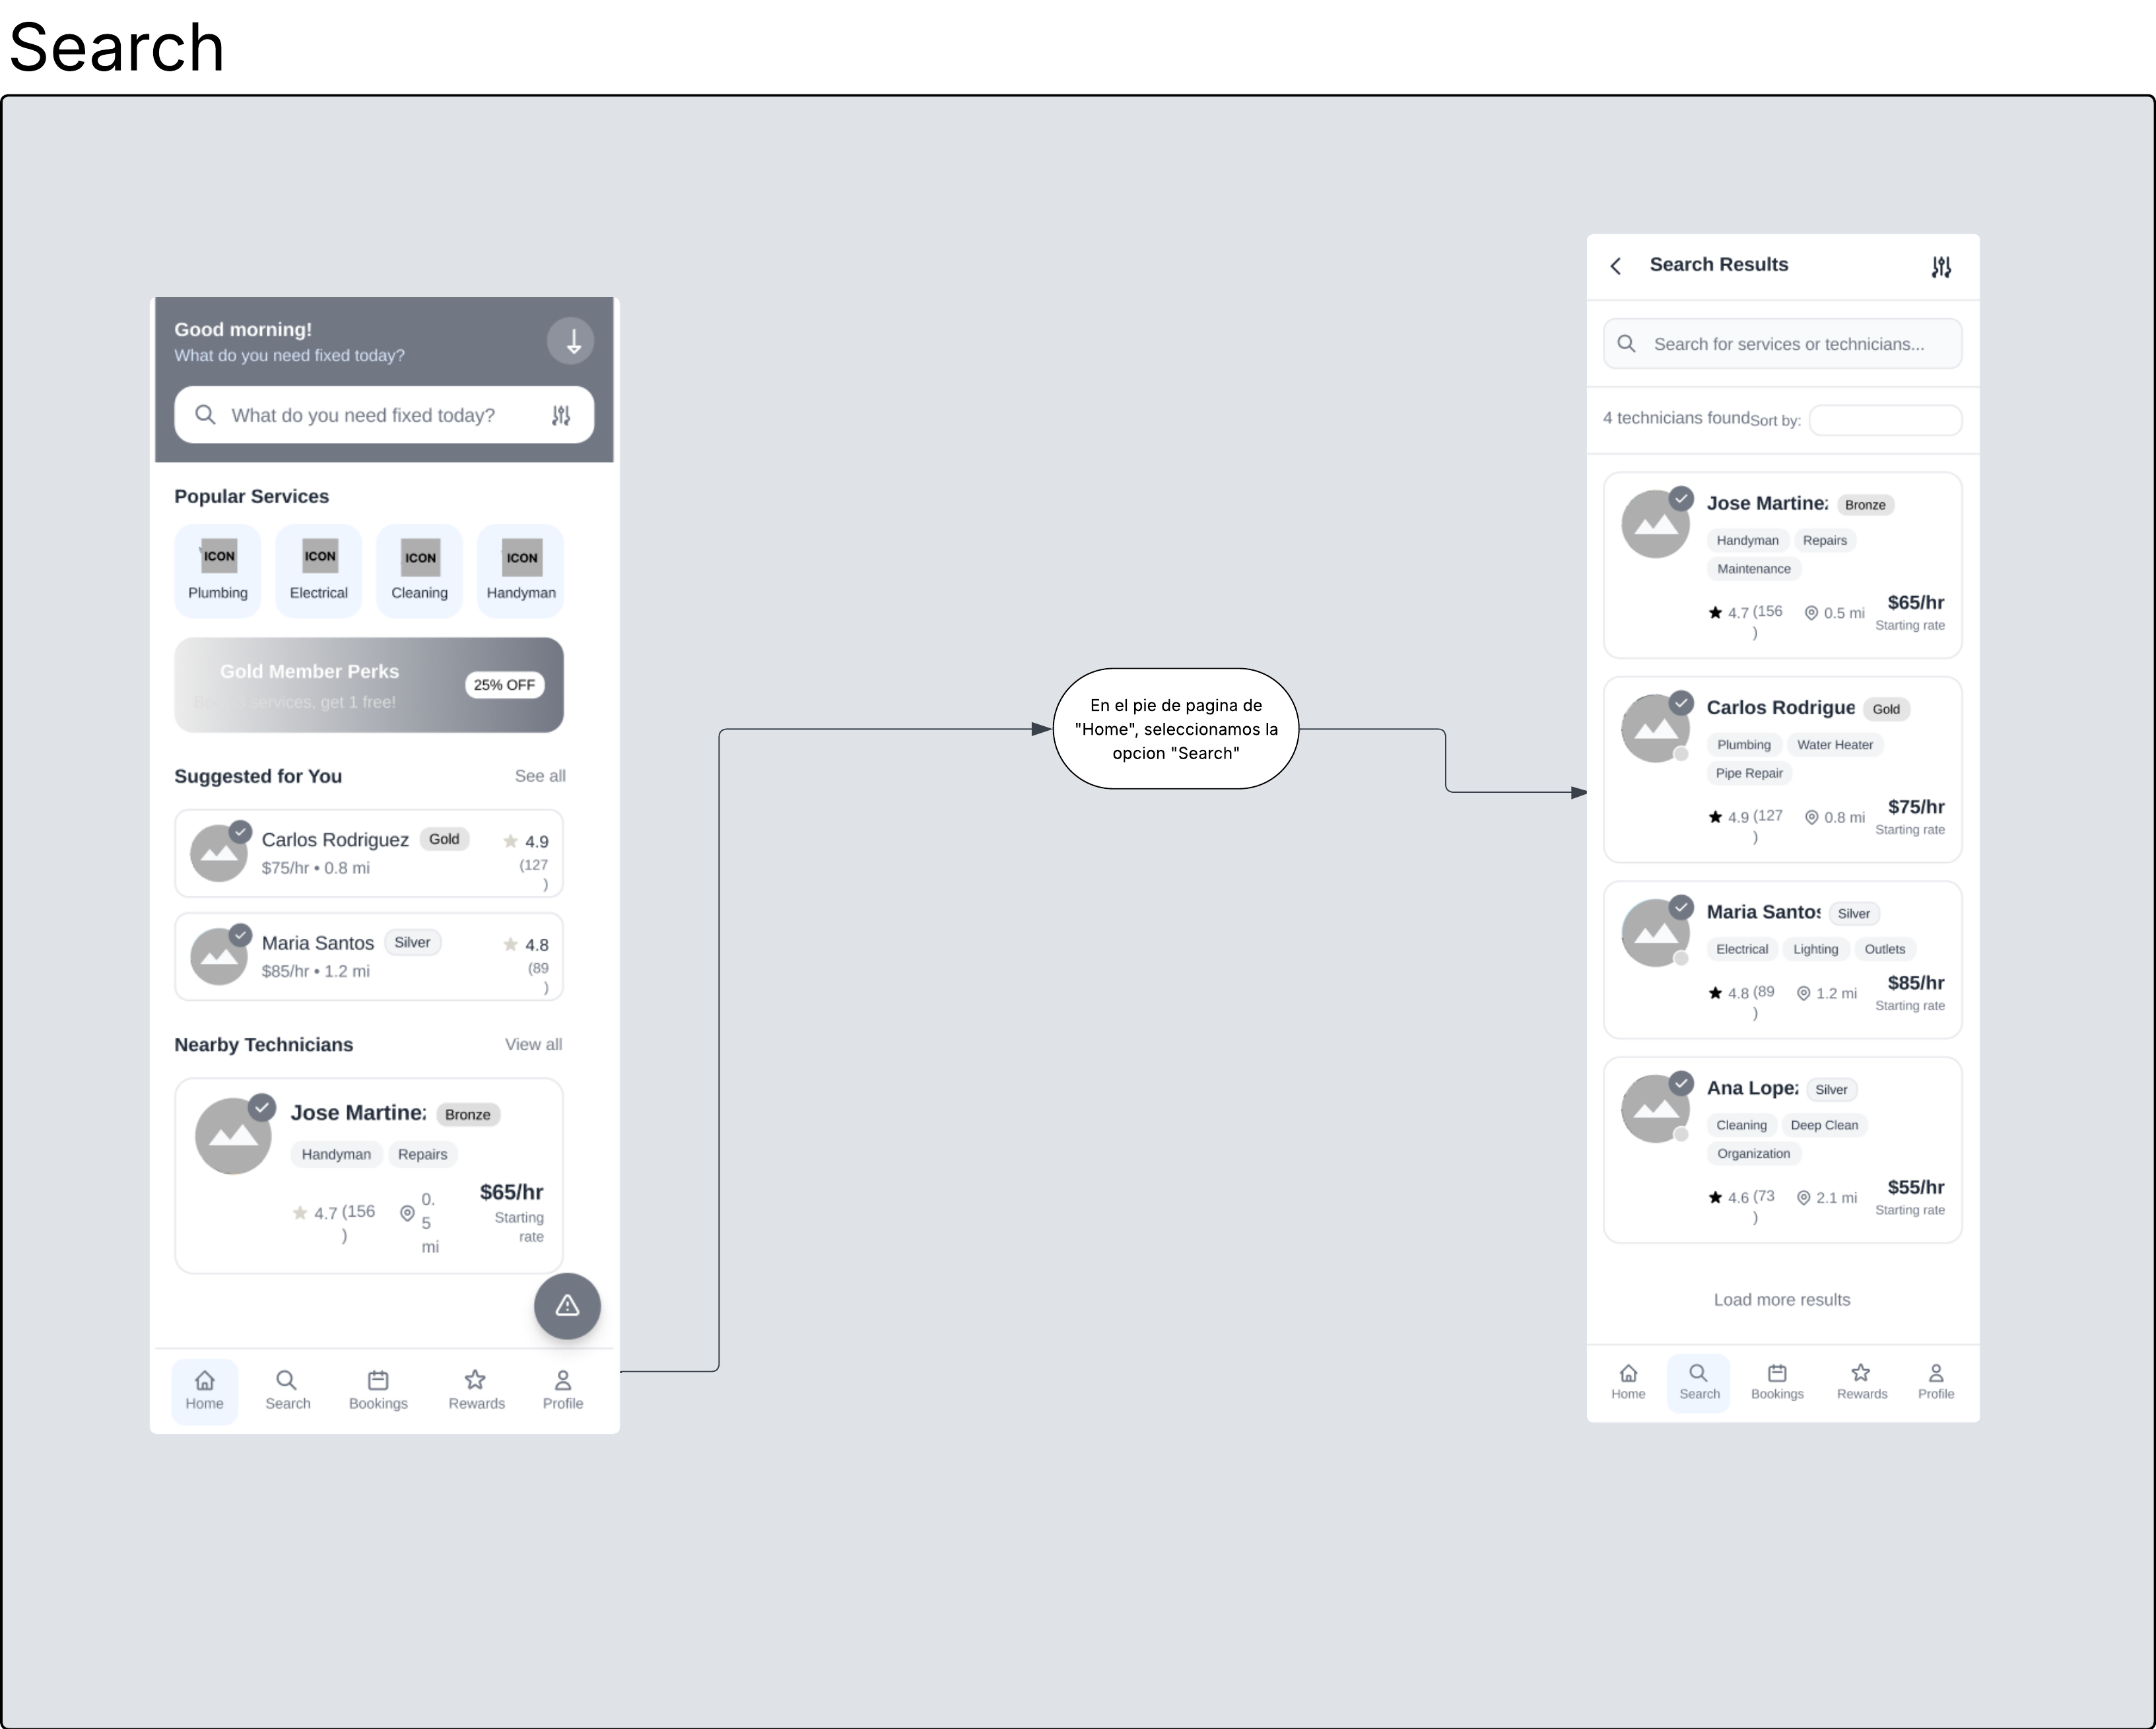 Search
Good morning!
What do you need fixed today?
What do you need fixed today?
Popular Services
ICON ICON ICON ICON
Plumbing Electrical Cleaning Handyman
Gold Member Perks
25% OFF
services, get 1 free!
Suggested for You See all
Carlos Rodriguez Gold 4.9
$75/hr • 0.8 mi (127
)
Maria Santos Silver 4.8
$85/hr • 1.2 mi (89
)
Nearby Technicians View all
Jose Martinez Bronze
Handyman Repairs
$65/hr
4.7 (156
)
0.
5
mi
Starting
rate
Home Search Bookings Rewards Profile
En el pie de pagina de
"Home", seleccionamos la
opcion "Search"
Search Results
Search for services or technicians...
4 technicians found Sort by:
Jose Martinez Bronze
Handyman Repairs
Maintenance
4.7 (156
)
0.5 mi
$65/hr
Starting rate
Carlos Rodrigue Gold
Plumbing Water Heater
Pipe Repair
4.9 (127
)
0.8 mi
$75/hr
Starting rate
Maria Santos Silver
Electrical Lighting Outlets
4.8 (89
)
1.2 mi
$85/hr
Starting rate
Ana Lopez Silver
Cleaning Deep Clean
Organization
4.6 (73
)
2.1 mi
$55/hr
Starting rate
Load more results
Home Search Bookings Rewards Profile